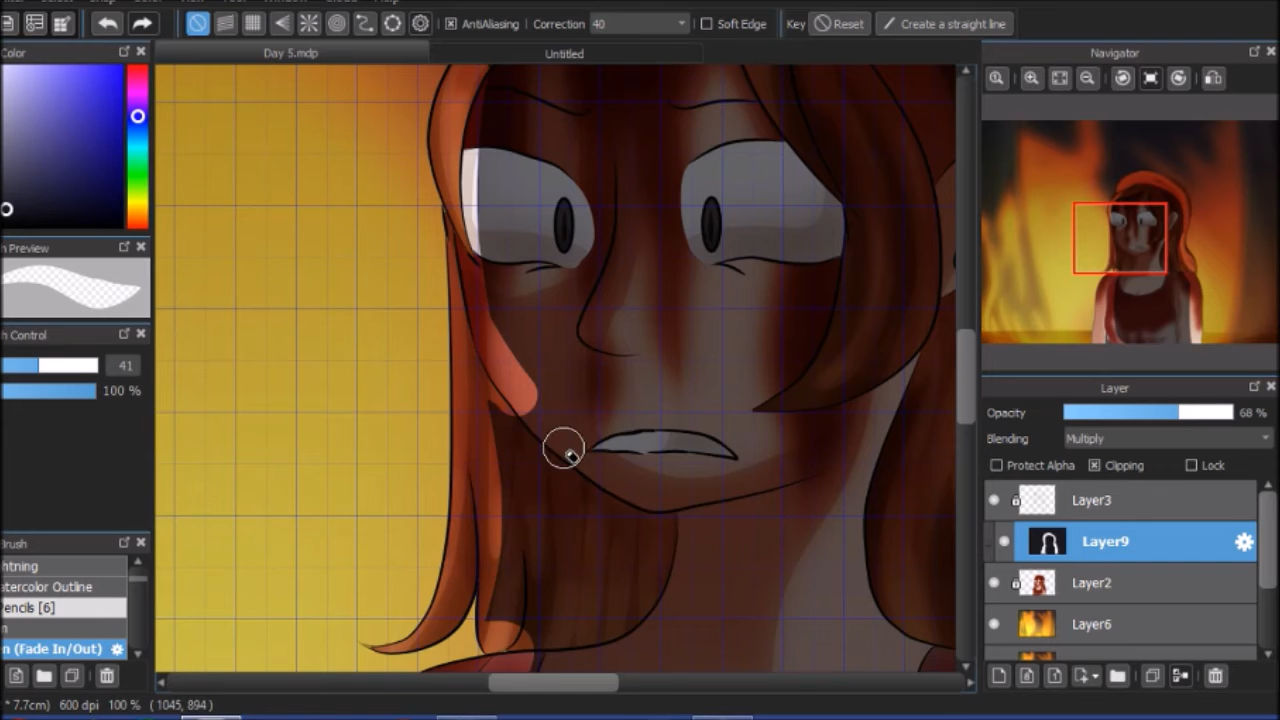 AntiAliasing Correction 40 Soft Edge Key Reset Create a straight line
Color
Day 5.mdp
Untitled
Navigator
Preview
Control
41
100 %
Layer
Opacity 68 %
Blending Multiply
Protect Alpha Clipping Lock
Layer3
Layer9
Layer2
Layer6
Brush
htning
atercolor Outline
Pencils [6]
n
n (Fade In/Out)
* 7.7cm) 600 dpi 100 % ( 1045, 894 )